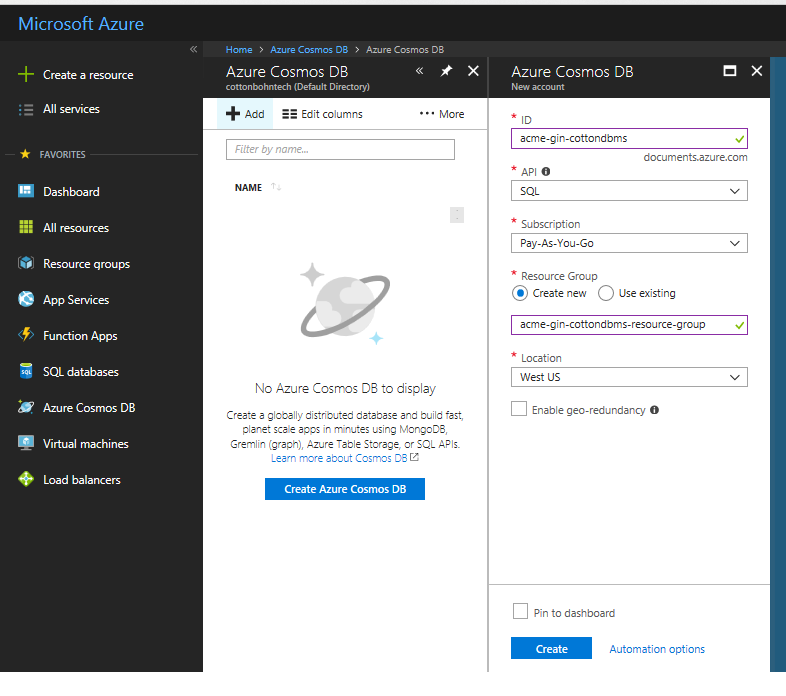 Microsoft Azure
«
Create a resource
All services
FAVORITES
Dashboard
All resources
Resource groups
App Services
Function Apps
SQL databases
SQL
Azure Cosmos DB
Virtual machines
Load balancers
Home > Azure Cosmos DB > Azure Cosmos DB
Azure Cosmos DB
cottonbohntech (Default Directory)
«
Add
Edit columns
More
Filter by name...
NAME
No Azure Cosmos DB to display
Create a globally distributed database and build fast,
planet scale apps in minutes using MongoDB,
Gremlin (graph), Azure Table Storage, or SQL APIs.
Learn more about Cosmos DB
Create Azure Cosmos DB
Azure Cosmos DB
New account
* ID
acme-gin-cottondbms
documents.azure.com
* API
SQL
* Subscription
Pay-As-You-Go
* Resource Group
Create new
Use existing
acme-gin-cottondbms-resource-group
* Location
West US
Enable geo-redundancy
Pin to dashboard
Create
Automation options